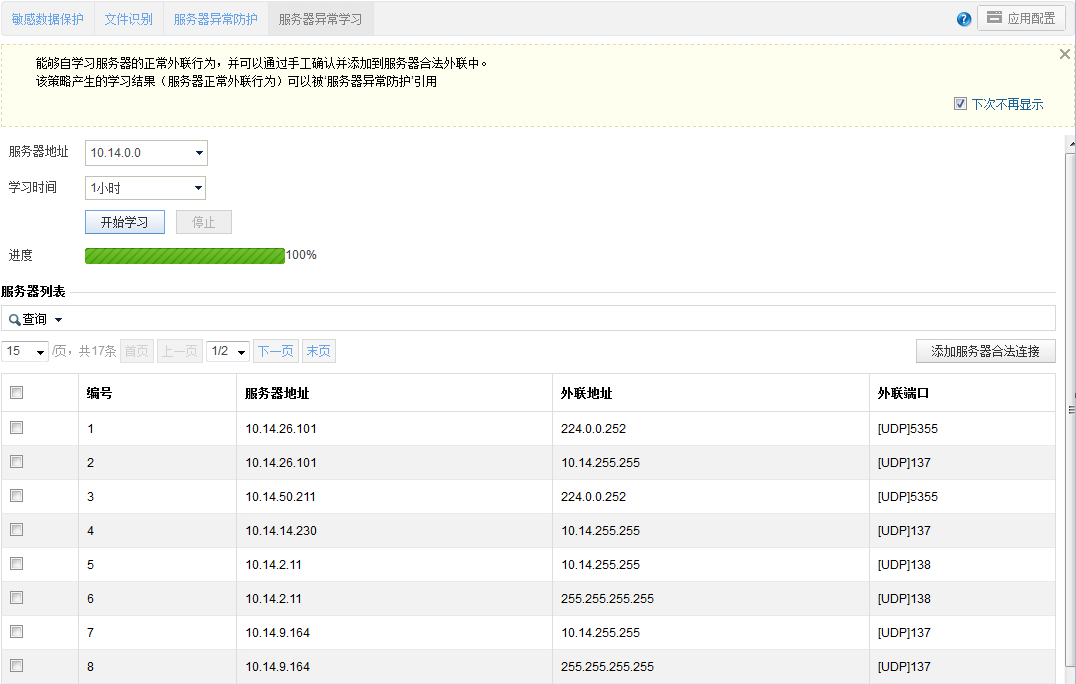 敏感数据保护 文件识别 服务器异常防护 服务器异常学习 ? 应用配置
能够自学习服务器的正常外联行为，并可以通过手工确认并添加到服务器合法外联中。
该策略产生的学习结果（服务器正常外联行为）可以被'服务器异常防护'引用
下次不再显示
服务器地址 10.14.0.0
学习时间 1小时
开始学习 停止
进度 100%
服务器列表
查询
15 /页，共17条 首页 上一页 1/2 下一页 末页 添加服务器合法连接
编号 服务器地址 外联地址 外联端口
1 10.14.26.101 224.0.0.252 [UDP]5355
2 10.14.26.101 10.14.255.255 [UDP]137
3 10.14.50.211 224.0.0.252 [UDP]5355
4 10.14.14.230 10.14.255.255 [UDP]137
5 10.14.2.11 10.14.255.255 [UDP]138
6 10.14.2.11 255.255.255.255 [UDP]138
7 10.14.9.164 10.14.255.255 [UDP]137
8 10.14.9.164 255.255.255.255 [UDP]137